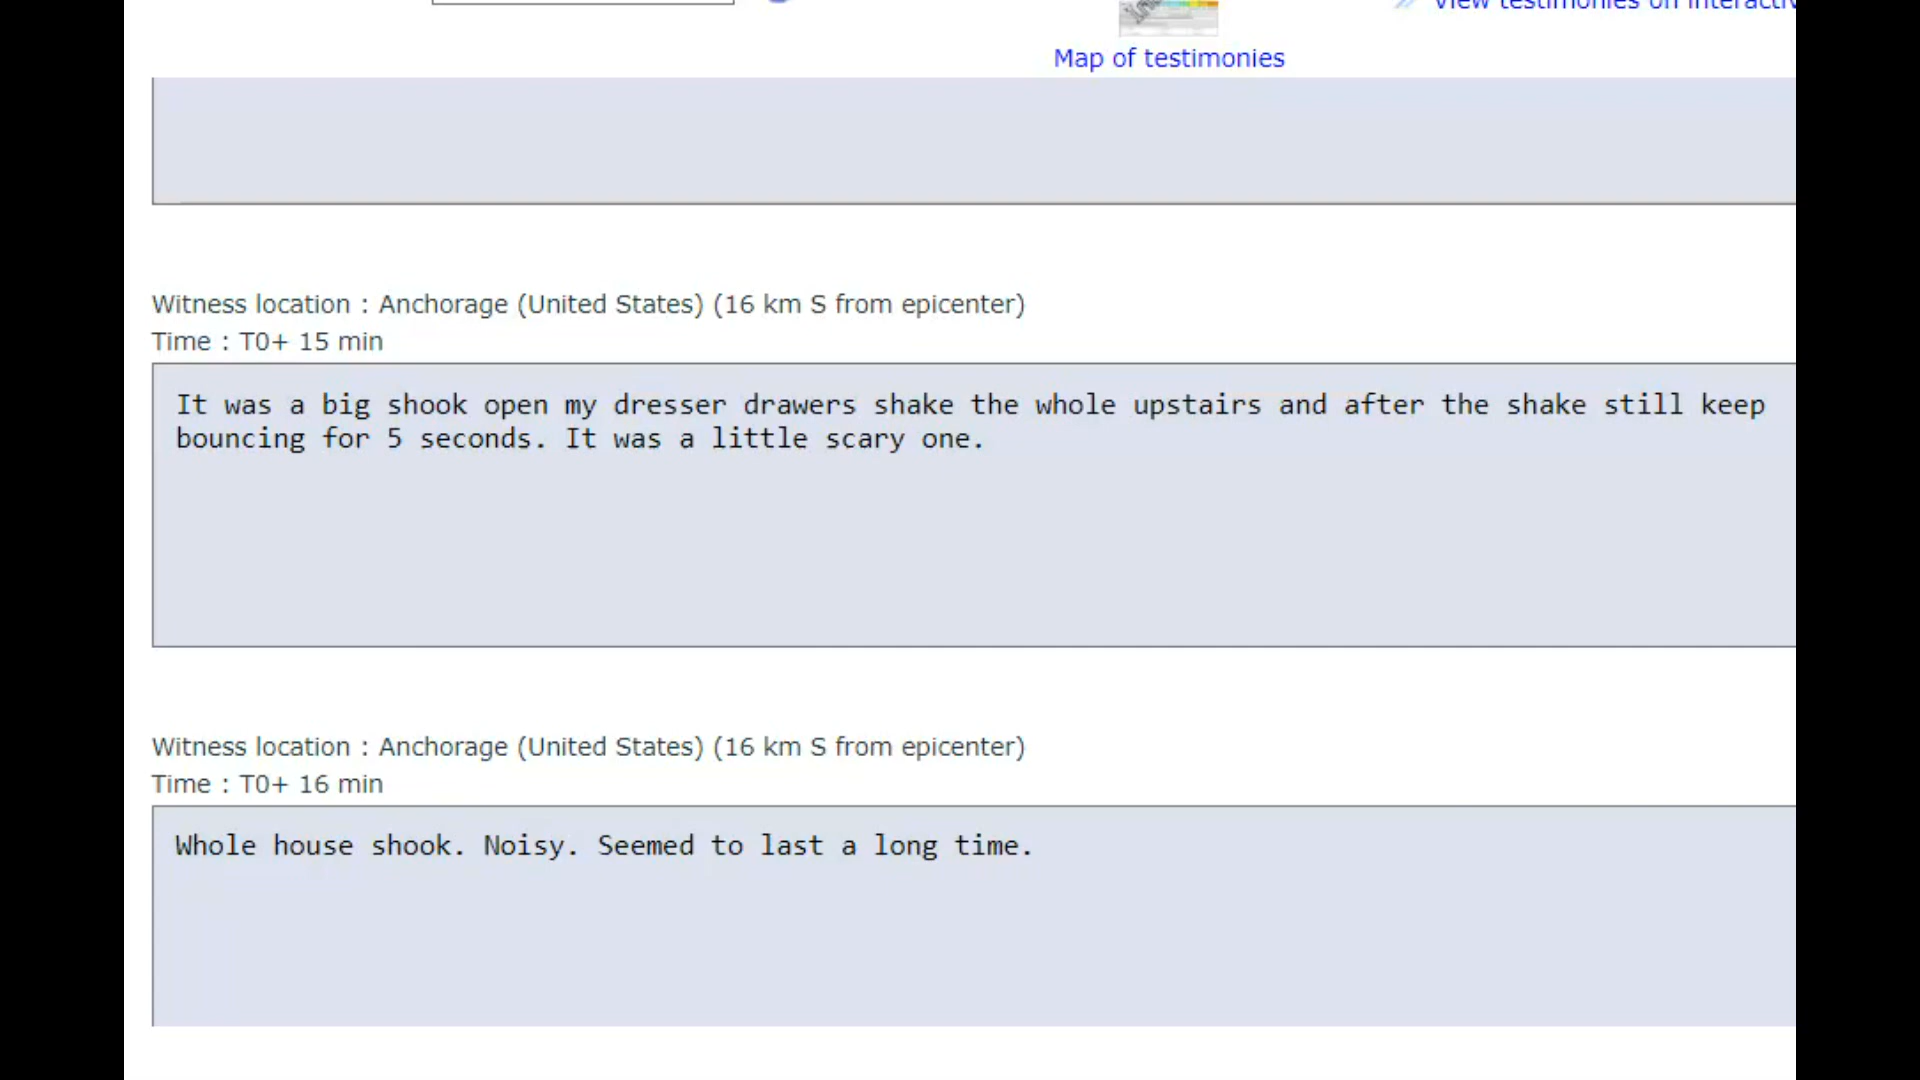 View testimonies on
Map of testimonies
Witness location : Anchorage (United States) (16 km S from epicenter)
Time : T0+ 15 min
It was a big shook open my dresser drawers shake the whole upstairs and after the shake still keep
bouncing for 5 seconds. It was a little scary one.
Witness location : Anchorage (United States) (16 km S from epicenter)
Time : T0+ 16 min
Whole house shook. Noisy. Seemed to last a long time.